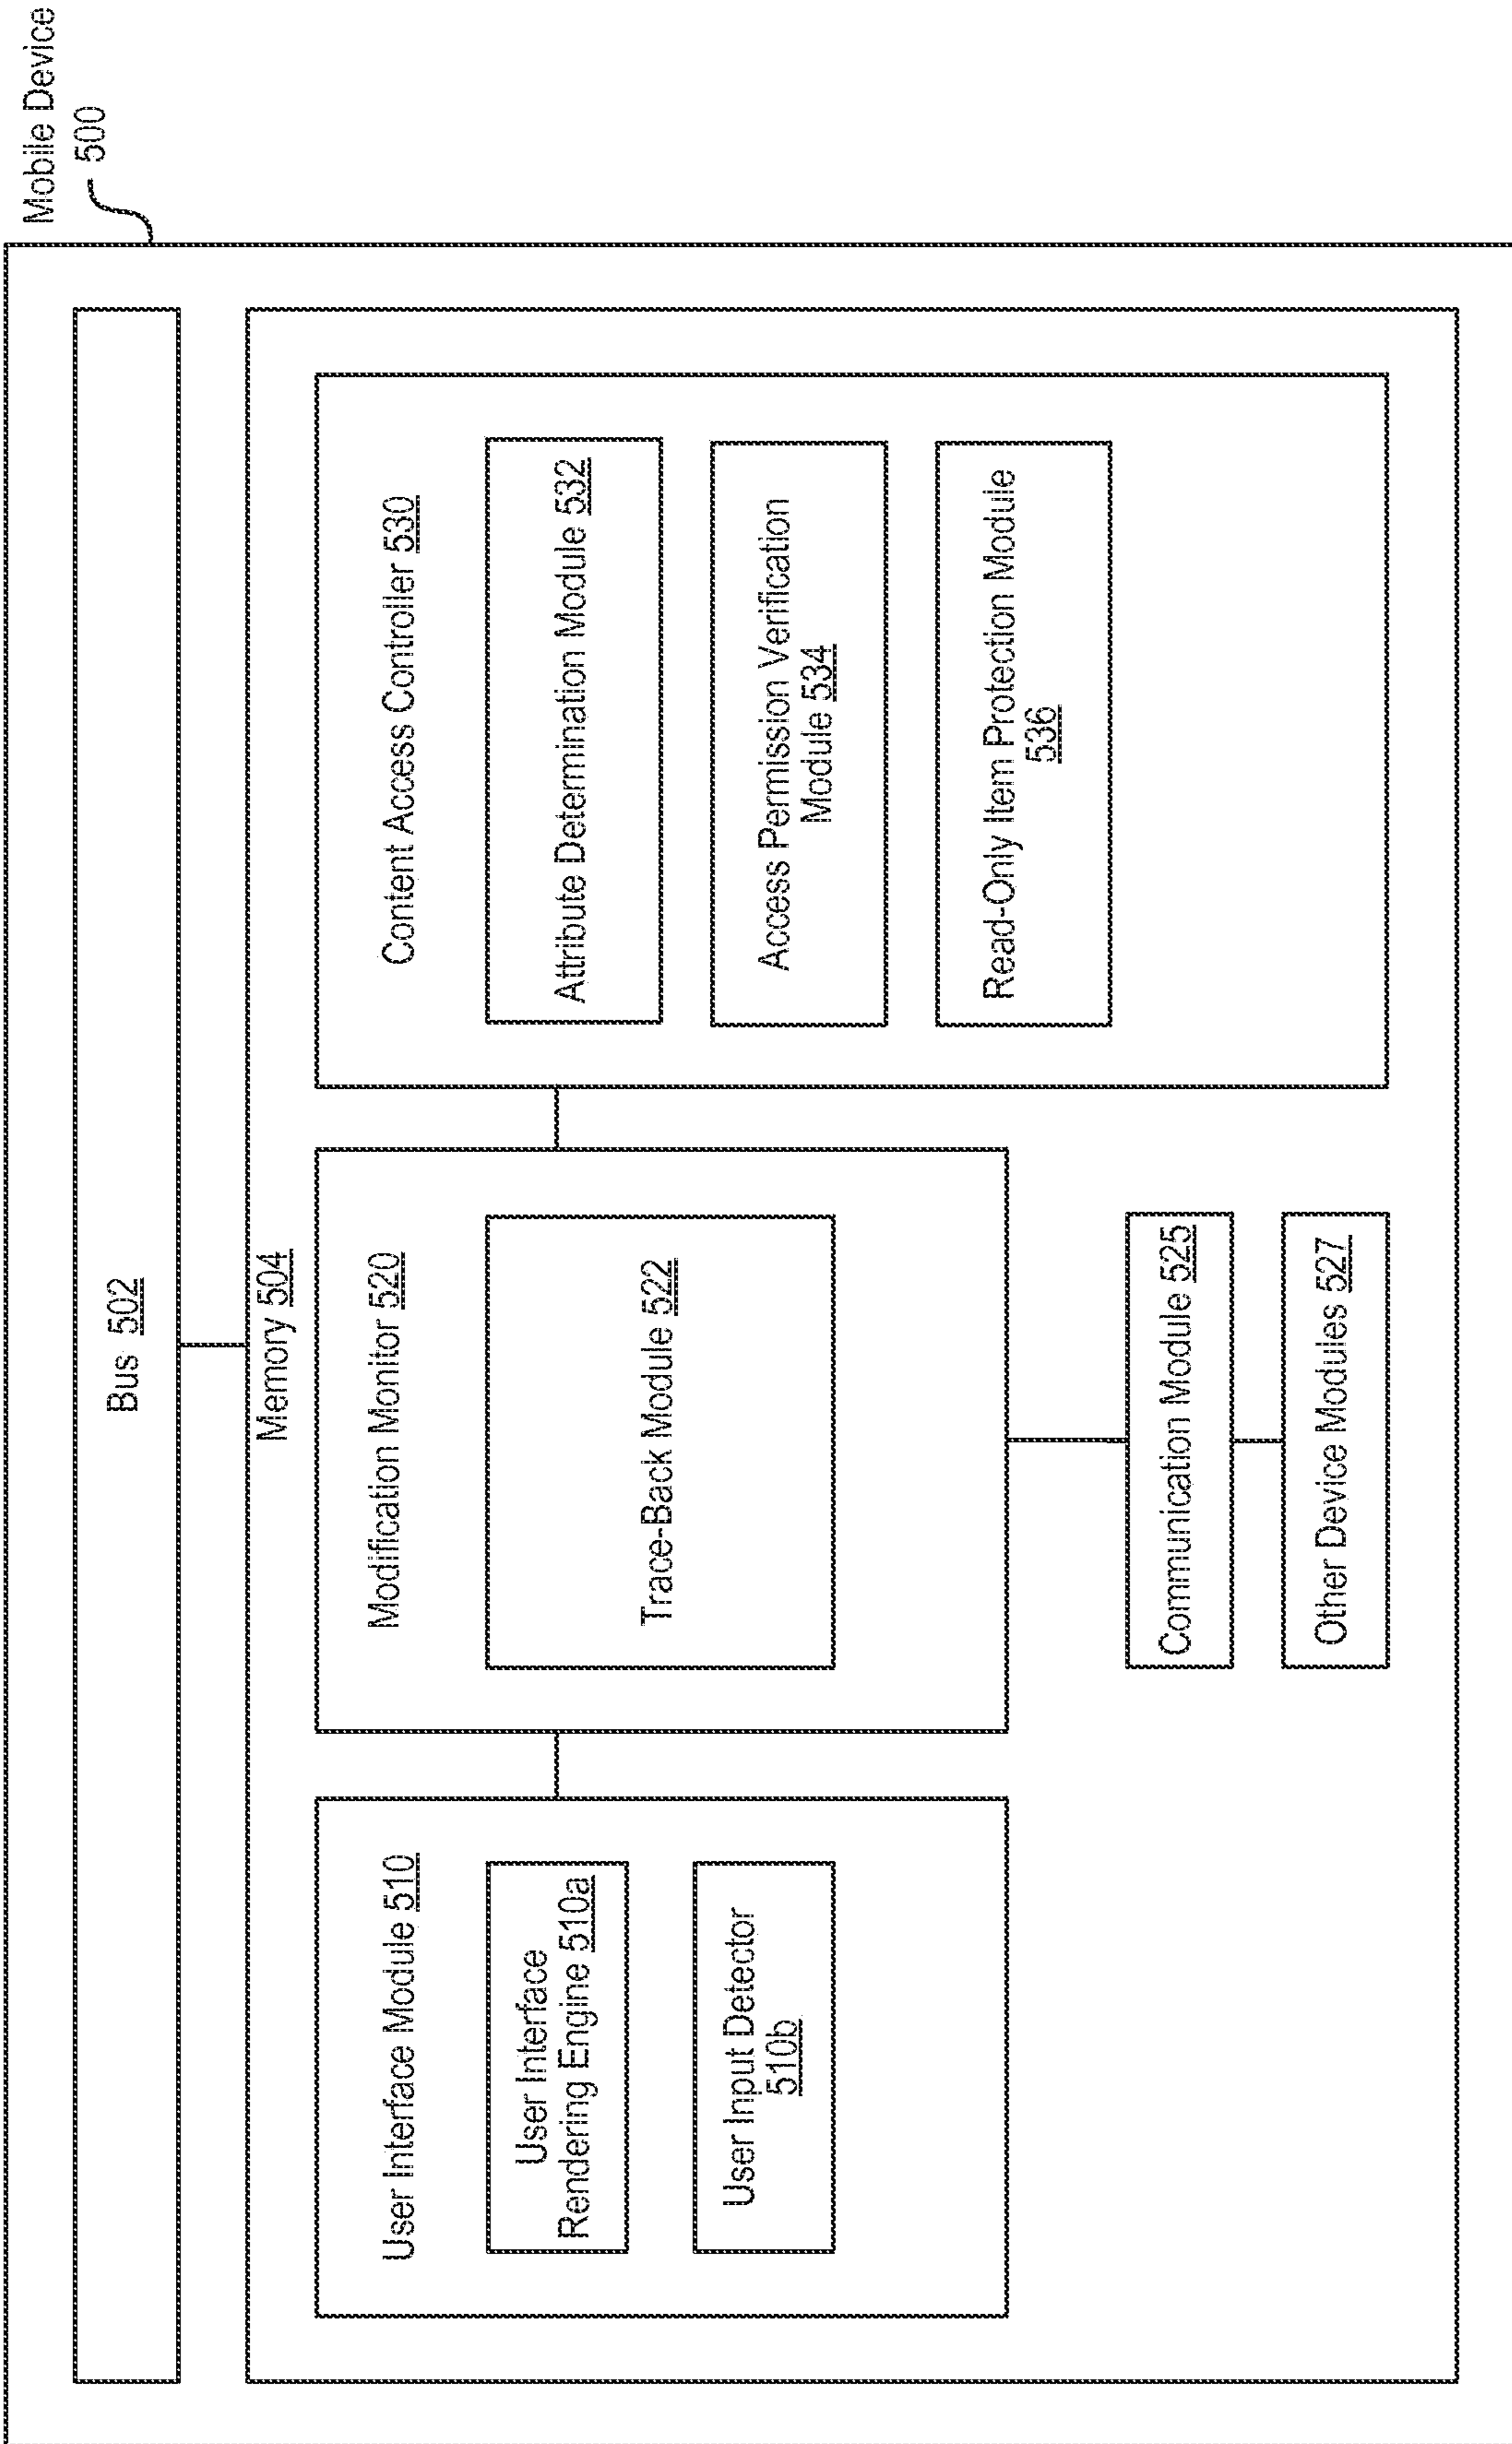 Mobile Device
500
Bus 502
Memory 504
User Interface Module 510
User Interface
Rendering Engine 510a
User Input Detector
510b
Modification Monitor 520
Trace-Back Module 522
Communication Module 525
Other Device Modules 527
Content Access Controller 530
Attribute Determination Module 532
Access Permission Verification
Module 534
Read-Only Item Protection Module
536